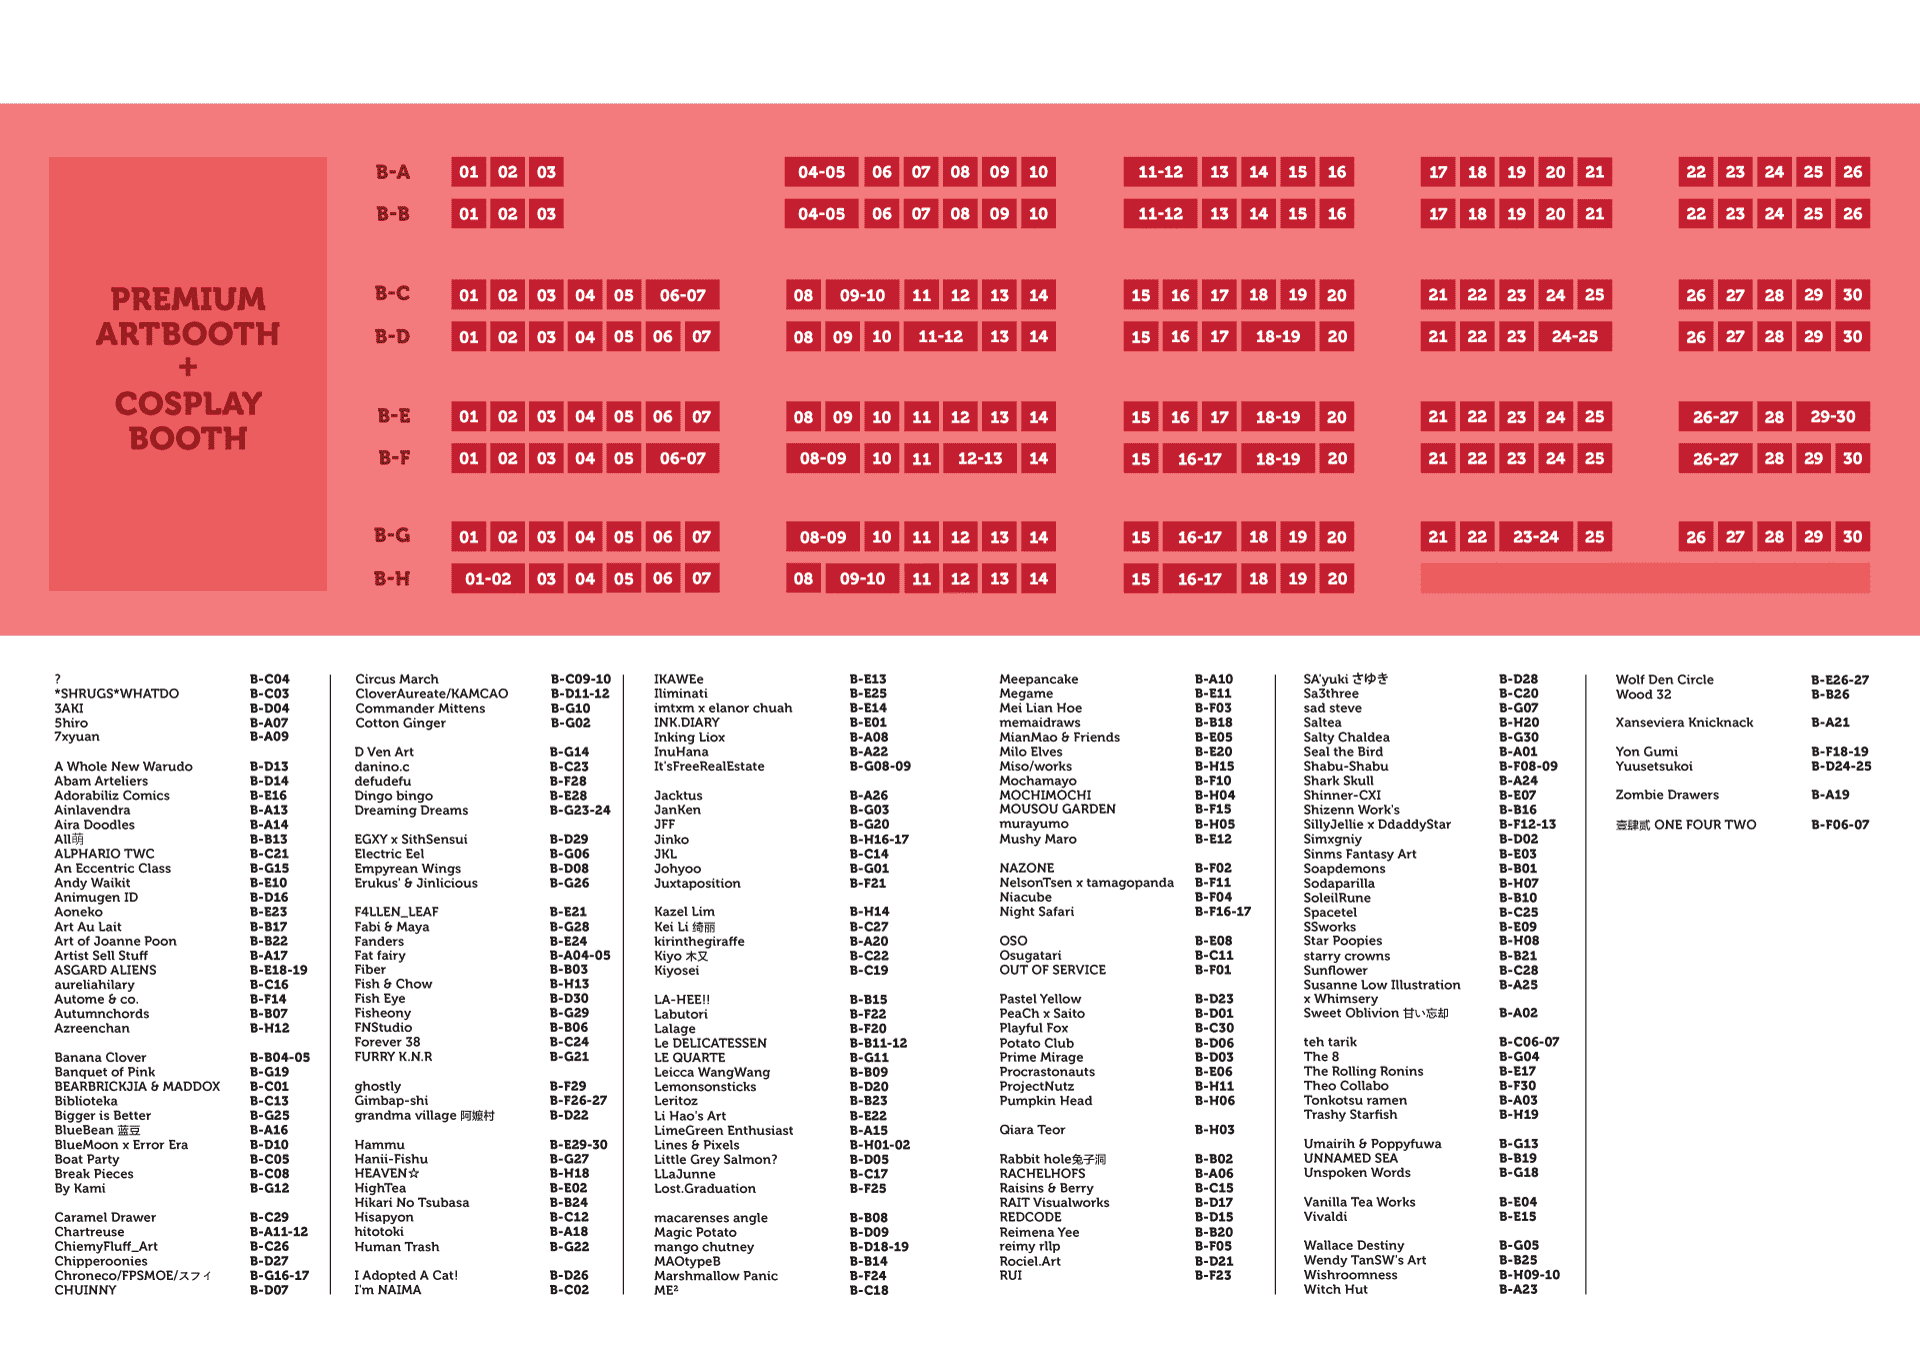 PREMIUM
ARTBOOTH
+
COSPLAY
BOOTH
B-A 01 02 03 04-05 06 07 08 09 10 11-12 13 14 15 16 17 18 19 20 21 22 23 24 25 26
B-B 01 02 03 04-05 06 07 08 09 10 11-12 13 14 15 16 17 18 19 20 21 22 23 24 25 26
B-C 01 02 03 04 05 06-07 08 09-10 11 12 13 14 15 16 17 18 19 20 21 22 23 24 25 26 27 28 29 30
B-D 01 02 03 04 05 06 07 08 09 10 11-12 13 14 15 16 17 18-19 20 21 22 23 24-25 26 27 28 29 30
B-E 01 02 03 04 05 06 07 08 09 10 11 12 13 14 15 16 17 18-19 20 21 22 23 24 25 26-27 28 29-30
B-F 01 02 03 04 05 06-07 08-09 10 11 12-13 14 15 16-17 18-19 20 21 22 23 24 25 26-27 28 29 30
B-G 01 02 03 04 05 06 07 08-09 10 11 12 13 14 15 16-17 18 19 20 21 22 23-24 25 26 27 28 29 30
B-H 01-02 03 04 05 06 07 08 09-10 11 12 13 14 15 16-17 18 19 20
? B-C04
*SHRUGS*WHATDO B-C03
3AKI B-D04
5hiro B-A07
7xyuan B-A09
A Whole New Warudo B-D13
Abam Arteliers B-D14
Adorabiliz Comics B-E16
Ainlavendra B-A13
Aira Doodles B-A14
All萌 B-B13
ALPHARIO TWC B-C21
An Eccentric Class B-G15
Andy Waikit B-E10
Animugen ID B-D16
Aoneko B-E23
Art Au Lait B-B17
Art of Joanne Poon B-B22
Artist Sell Stuff B-A17
ASGARD ALIENS B-E18-19
aureliahilary B-C16
Autome & co. B-F14
Autumnchords B-B07
Azreenchan B-H12
Banana Clover B-B04-05
Banquet of Pink B-G19
BEARBRICKJIA & MADDOX B-C01
Biblioteka B-C13
Bigger is Better B-G25
BlueBean 蓝豆 B-A16
BlueMoon x Error Era B-D10
Boat Party B-C05
Break Pieces B-C08
By Kami B-G12
Caramel Drawer B-C29
Chartreuse B-A11-12
ChiemyFluff_Art B-C26
Chipperoonies B-D27
Chroneco/FPSMOE/スフィ B-G16-17
CHUINNY B-D07
Circus March B-C09-10
CloverAureate/KAMCAO B-D11-12
Commander Mittens B-G10
Cotton Ginger B-G02
D Ven Art B-G14
danino.c B-C23
defudefu B-F28
Dingo bingo B-E28
Dreaming Dreams B-G23-24
EGXY x SithSensui B-D29
Electric Eel B-G06
Empyrean Wings B-D08
Erukus' & Jinlicious B-G26
F4LLEN_LEAF B-E21
Fabi & Maya B-G28
Fanders B-E24
Fat fairy B-A04-05
Fiber B-B03
Fish & Chow B-H13
Fish Eye B-D30
Fisheony B-G29
FNStudio B-B06
Forever 38 B-C24
FURRY K.N.R B-G21
ghostly B-F29
Gimbap-shi B-F26-27
grandma village 阿嬷村 B-D22
Hammu B-E29-30
Hanii-Fishu B-G27
HEAVEN☆ B-H18
HighTea B-E02
Hikari No Tsubasa B-B24
Hisapyon B-C12
hitotoki B-A18
Human Trash B-G22
I Adopted A Cat! B-D26
I'm NAIMA B-C02
IKAWEe B-E13
Iliminati B-E25
imtxm x elanor chuah B-E14
INK.DIARY B-E01
Inking Liox B-A08
InuHana B-A22
It'sFreeRealEstate B-G08-09
Jacktus B-A26
JanKen B-G03
JFF B-G20
Jinko B-H16-17
JKL B-C14
Johyoo B-G01
Juxtaposition B-F21
Kazel Lim B-H14
Kei Li 绮丽 B-C27
kirinthegiraffe B-A20
Kiyo 木又 B-C22
Kiyosei B-C19
LA-HEE!! B-B15
Labutori B-F22
Lalage B-F20
Le DELICATESSEN B-B11-12
LE QUARTE B-G11
Leicca WangWang B-B09
Lemonsonsticks B-D20
Leritoz B-B23
Li Hao's Art B-E22
LimeGreen Enthusiast B-A15
Lines & Pixels B-H01-02
Little Grey Salmon? B-D05
LLaJunne B-C17
Lost.Graduation B-F25
macarenses angle B-B08
Magic Potato B-D09
mango chutney B-D18-19
MAOtypeB B-B14
Marshmallow Panic B-F24
ME² B-C18
Meepancake B-A10
Megame B-E11
Mei Lian Hoe B-F03
memaidraws B-B18
MianMao & Friends B-E05
Milo Elves B-E20
Miso/works B-H15
Mochamayo B-F10
MOCHIMOCHI B-H04
MOUSOU GARDEN B-F15
murayumo B-H05
Mushy Maro B-E12
NAZONE B-F02
NelsonTsen x tamagopanda B-F11
Niacube B-F04
Night Safari B-F16-17
OSO B-E08
Osugatari B-C11
OUT OF SERVICE B-F01
Pastel Yellow B-D23
PeaCh x Saito B-D01
Playful Fox B-C30
Potato Club B-D06
Prime Mirage B-D03
Procrastonauts B-E06
ProjectNutz B-H11
Pumpkin Head B-H06
Qiara Teor B-H03
Rabbit hole兔子洞 B-B02
RACHELHOFS B-A06
Raisins & Berry B-C15
RAIT Visualworks B-D17
REDCODE B-D15
Reimena Yee B-B20
reimy rllp B-F05
Rociel.Art B-D21
RUI B-F23
SA'yuki さゆき B-D28
Sa3three B-C20
sad steve B-G07
Saltea B-H20
Salty Chaldea B-G30
Seal the Bird B-A01
Shabu-Shabu B-F08-09
Shark Skull B-A24
Shinner-CXI B-E07
Shizenn Work's B-B16
SillyJellie x DdaddyStar B-F12-13
Simxgniy B-D02
Sinms Fantasy Art B-E03
Soapdemons B-B01
Sodaparilla B-H07
SoleilRune B-B10
Spacetel B-C25
SSworks B-E09
Star Poopies B-H08
starry crowns B-B21
Sunflower B-C28
Susanne Low Illustration B-A25
x Whimsery
Sweet Oblivion 甘い忘却 B-A02
teh tarik B-C06-07
The 8 B-G04
The Rolling Ronins B-E17
Theo Collabo B-F30
Tonkotsu ramen B-A03
Trashy Starfish B-H19
Umairih & Poppyfuwa B-G13
UNNAMED SEA B-B19
Unspoken Words B-G18
Vanilla Tea Works B-E04
Vivaldi B-E15
Wallace Destiny B-G05
Wendy TanSW's Art B-B25
Wishroomness B-H09-10
Witch Hut B-A23
Wolf Den Circle B-E26-27
Wood 32 B-B26
Xanseviera Knicknack B-A21
Yon Gumi B-F18-19
Yuusetsukoi B-D24-25
Zombie Drawers B-A19
壹肆贰 ONE FOUR TWO B-F06-07